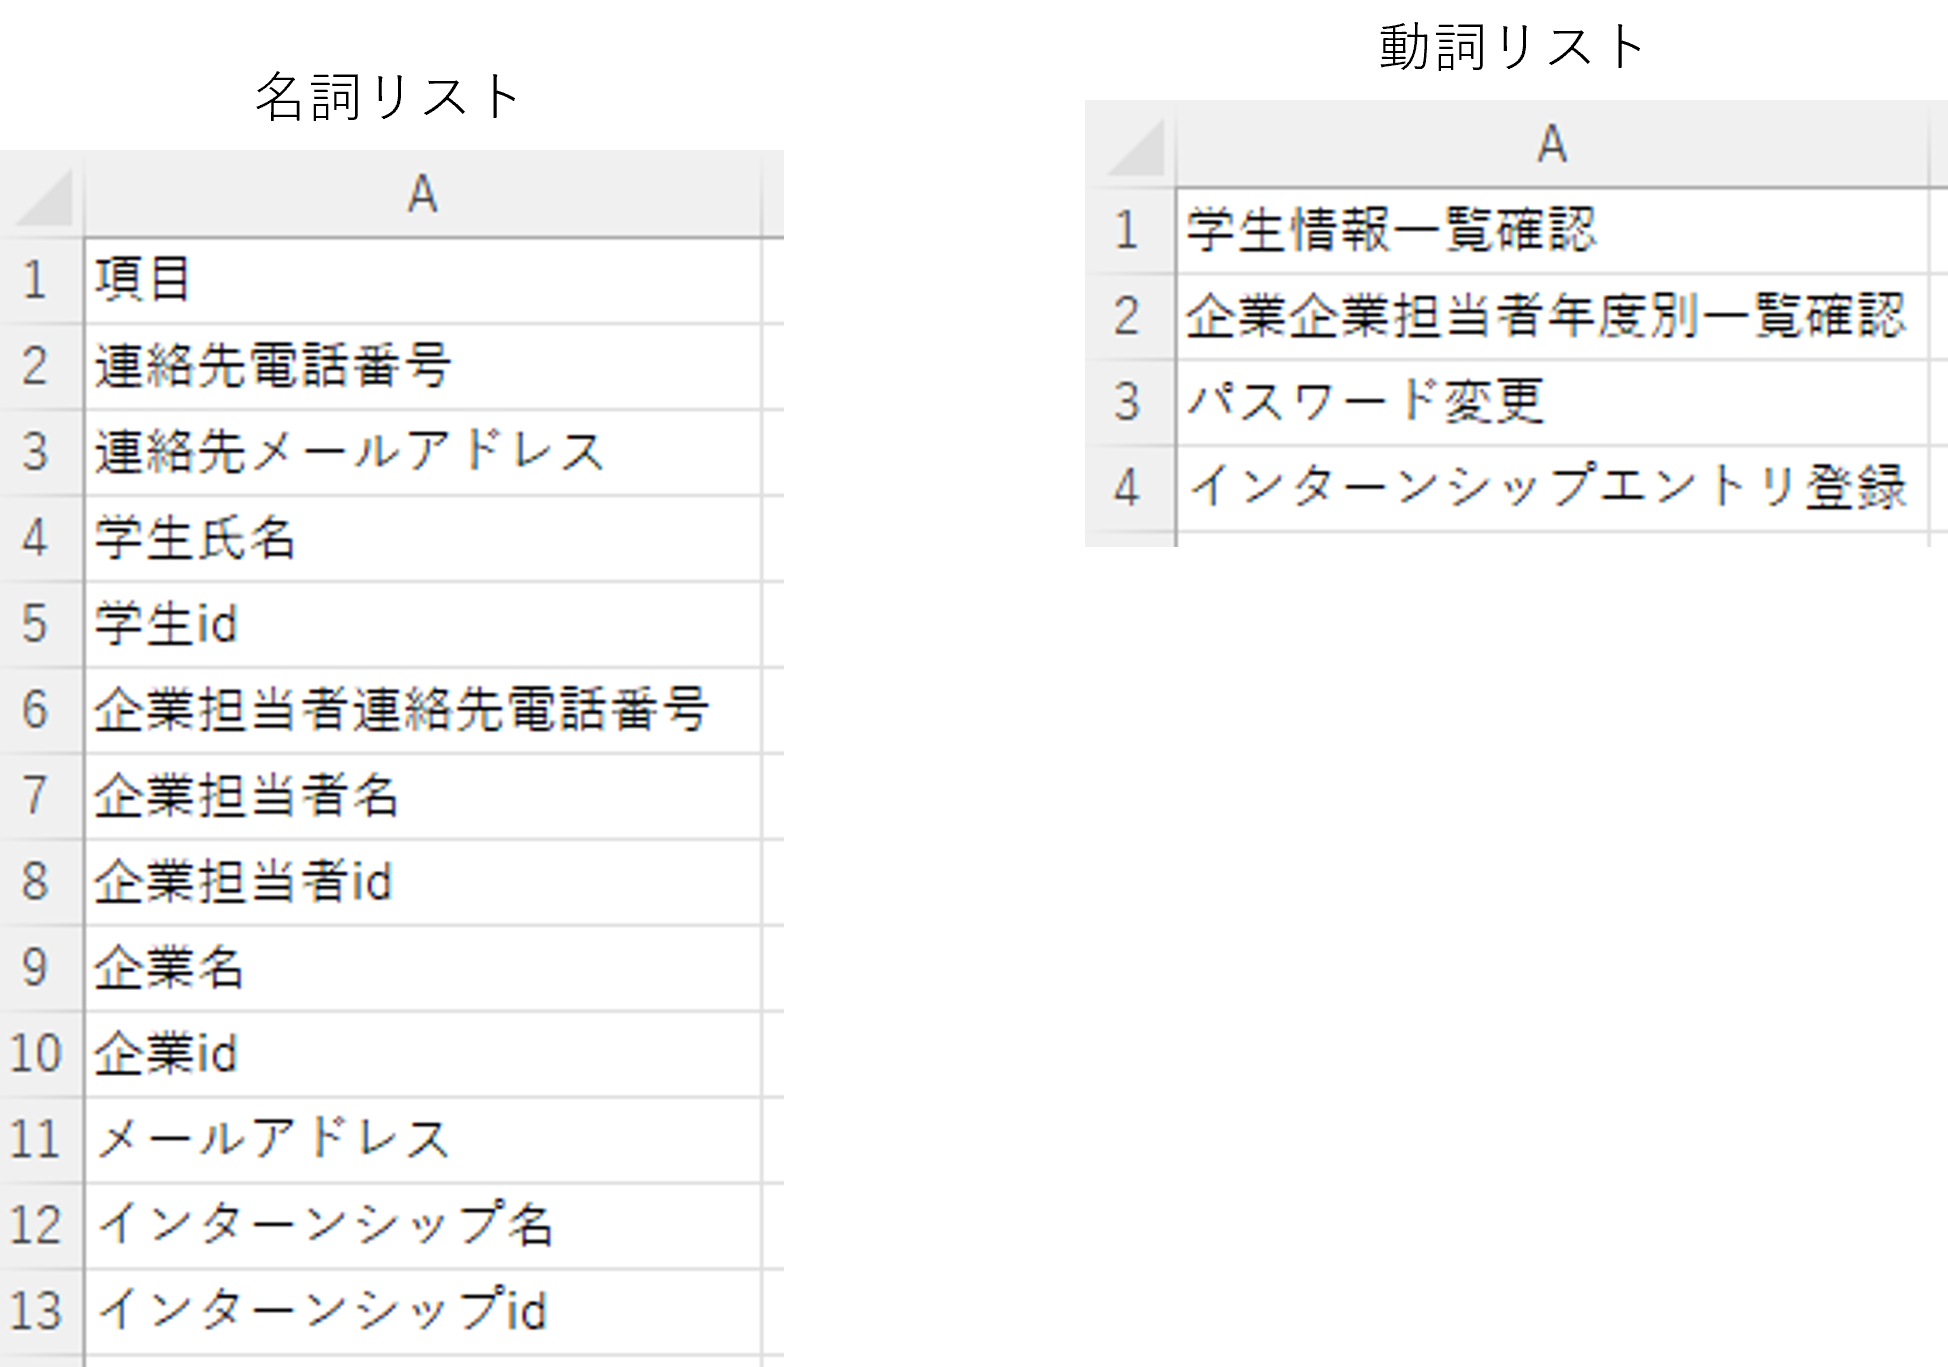 名詞リスト
A
1 項目
2 連絡先電話番号
3 連絡先メールアドレス
4 学生氏名
5 学生id
6 企業担当者連絡先電話番号
7 企業担当者名
8 企業担当者id
9 企業名
10 企業id
11 メールアドレス
12 インターンシップ名
13 インターンシップid
動詞リスト
A
1 学生情報一覧確認
2 企業企業担当者年度別一覧確認
3 パスワード変更
4 インターンシップエントリ登録